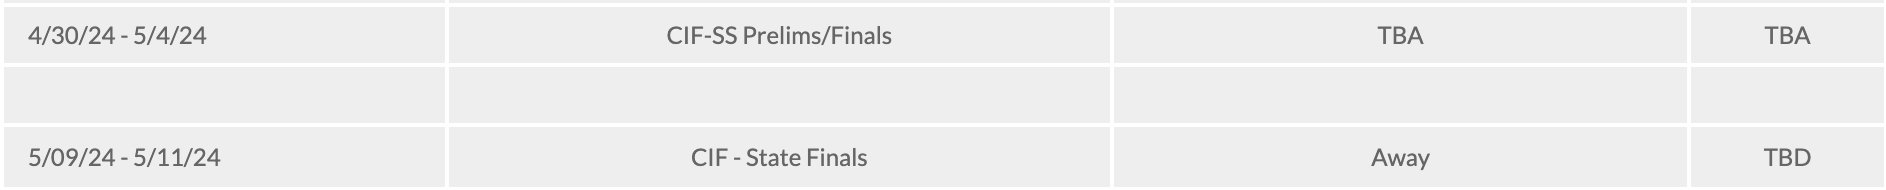 4/30/24 - 5/4/24 CIF-SS Prelims/Finals TBA TBA
5/09/24 - 5/11/24 CIF - State Finals Away TBD